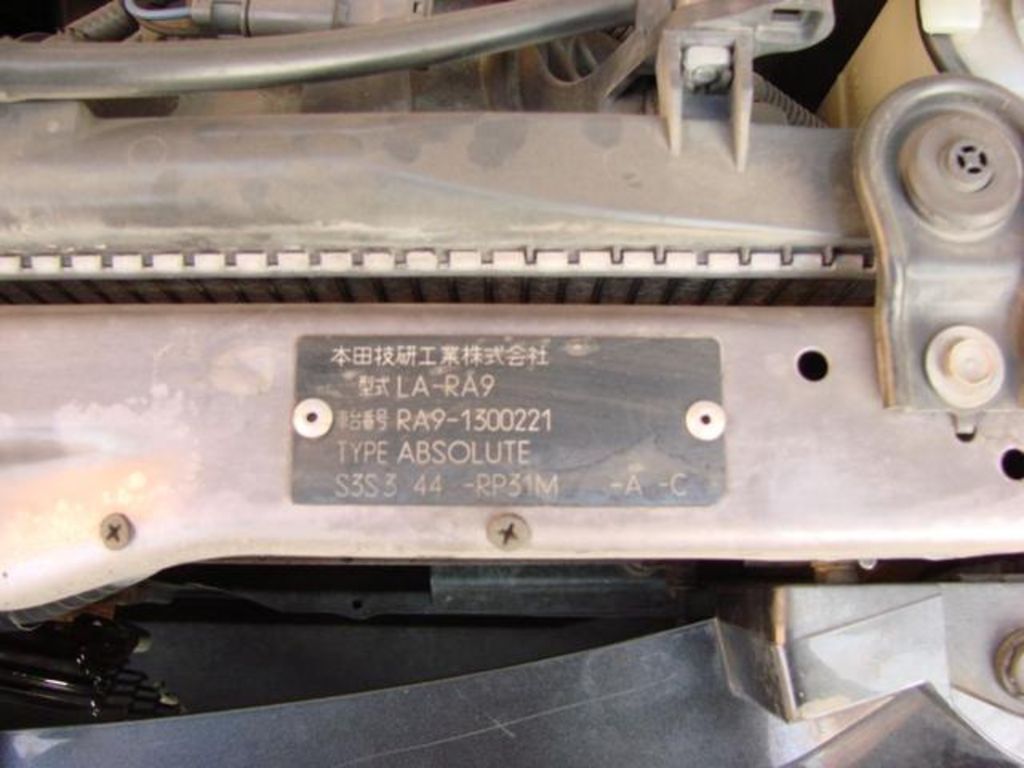 本田技研工業株式会社
型式 LA-RA9
車台番号 RA9-1300221
TYPE ABSOLUTE
S3S3 44 -RP31M -A -C